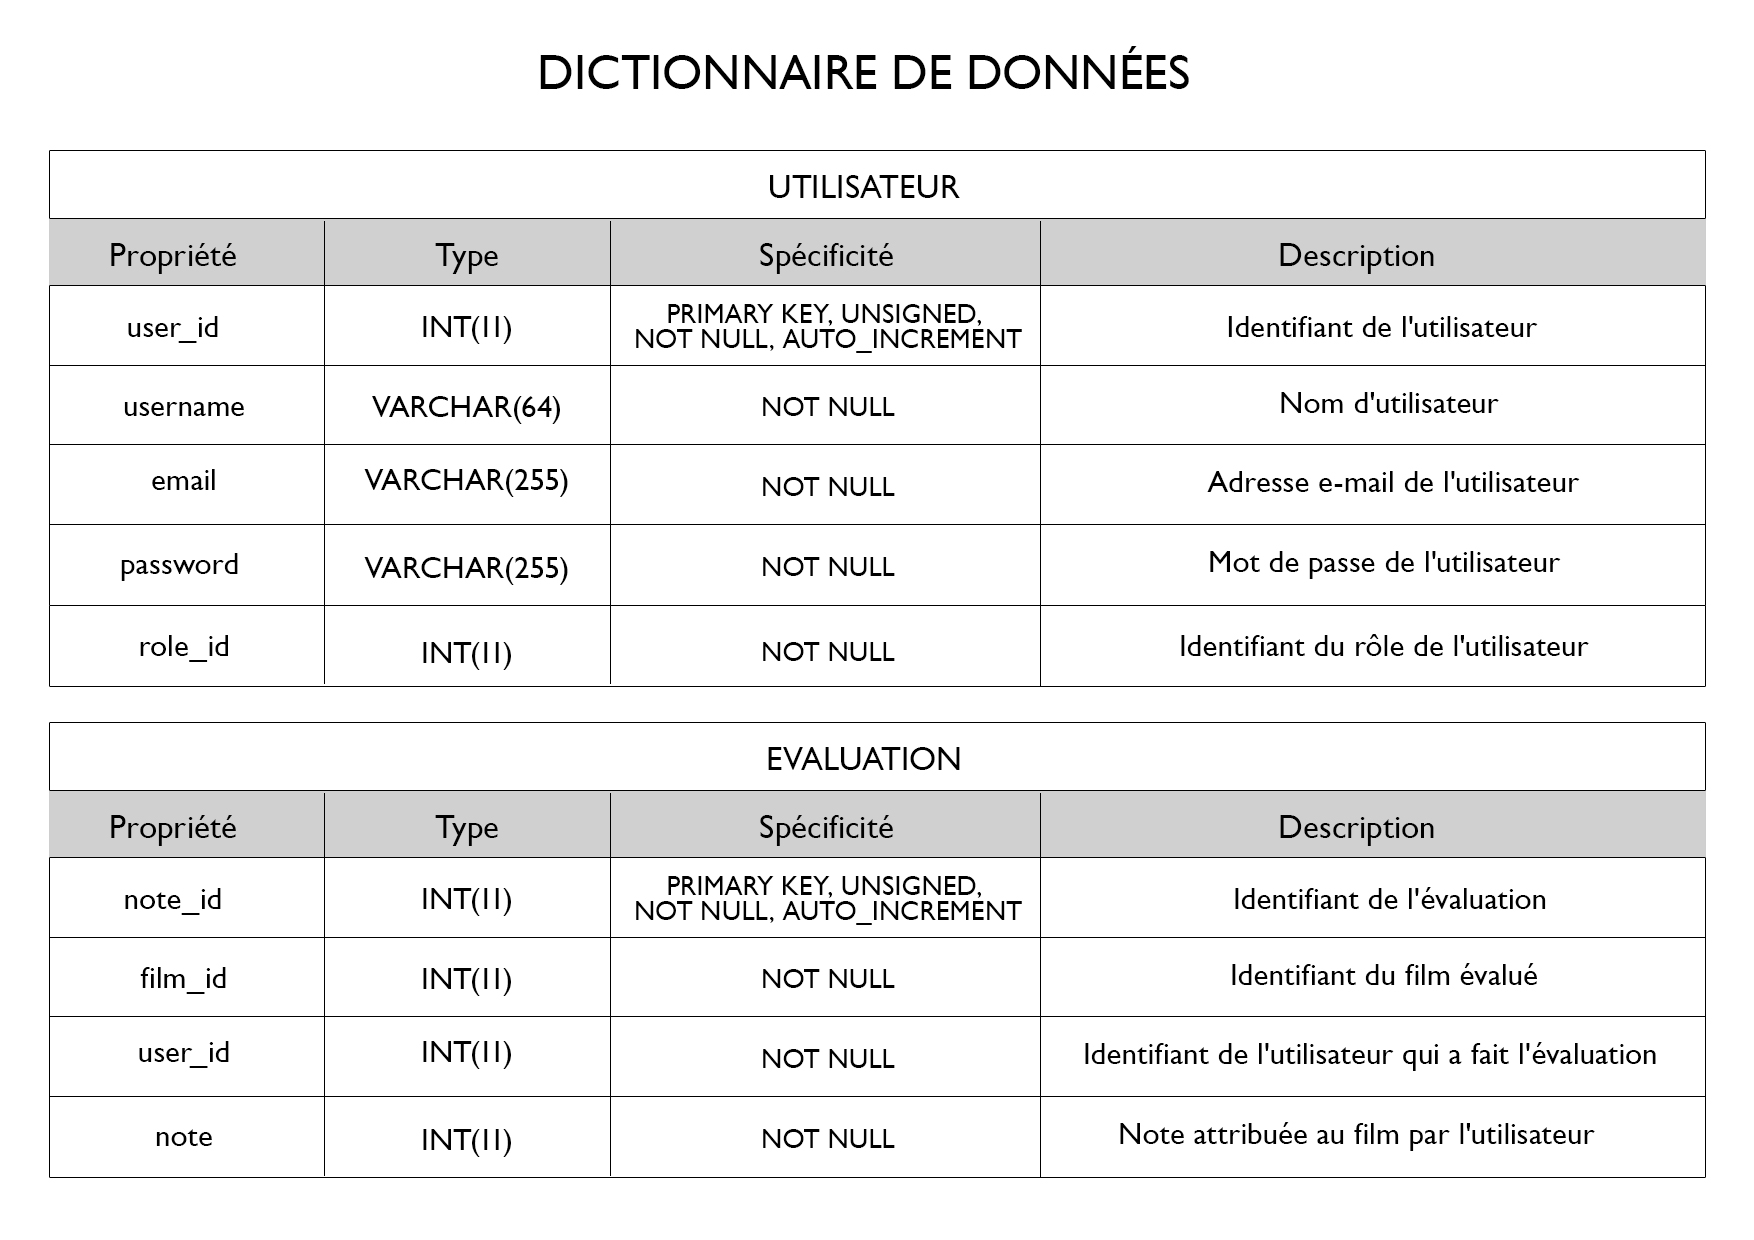 DICTIONNAIRE DE DONNÉES
UTILISATEUR
Propriété Type Spécificité Description
user_id INT(11) PRIMARY KEY, UNSIGNED,
NOT NULL, AUTO_INCREMENT Identifiant de l'utilisateur
username VARCHAR(64) NOT NULL Nom d'utilisateur
email VARCHAR(255) NOT NULL Adresse e-mail de l'utilisateur
password VARCHAR(255) NOT NULL Mot de passe de l'utilisateur
role_id INT(11) NOT NULL Identifiant du rôle de l'utilisateur
EVALUATION
Propriété Type Spécificité Description
note_id INT(11) PRIMARY KEY, UNSIGNED,
NOT NULL, AUTO_INCREMENT Identifiant de l'évaluation
film_id INT(11) NOT NULL Identifiant du film évalué
user_id INT(11) NOT NULL Identifiant de l'utilisateur qui a fait l'évaluation
note INT(11) NOT NULL Note attribuée au film par l'utilisateur